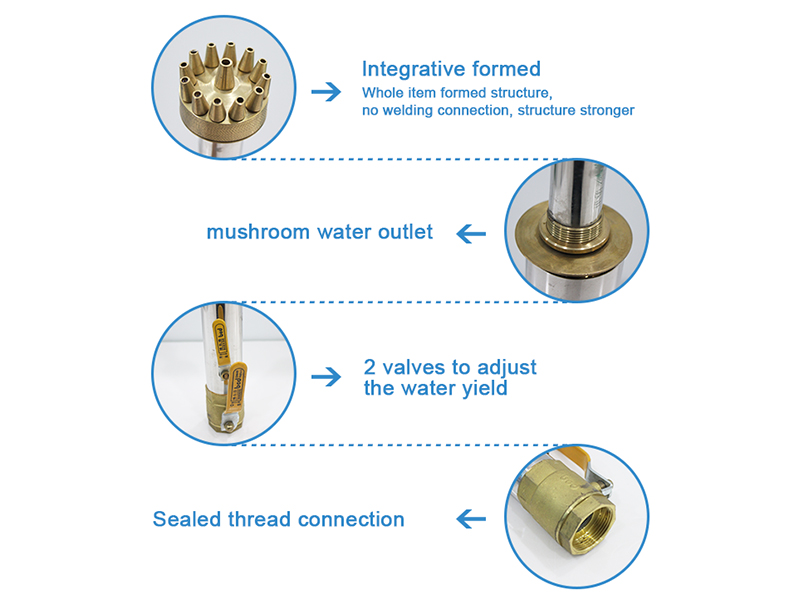 Integrative formed
Whole item formed structure,
no welding connection, structure stronger
mushroom water outlet
2 valves to adjust
the water yield
Sealed thread connection